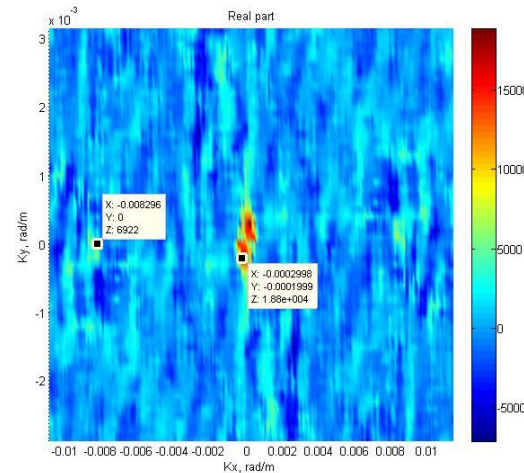 Real part
x 10⁻³
3
2
1
0
-1
-2
Ky, rad/m
X: -0.008296
Y: 0
Z: 6922
X: -0.0002998
Y: -0.0001999
Z: 1.88e+004
-0.01 -0.008 -0.006 -0.004 -0.002 0 0.002 0.004 0.006 0.008 0.01
Kx, rad/m
15000
10000
5000
0
-5000